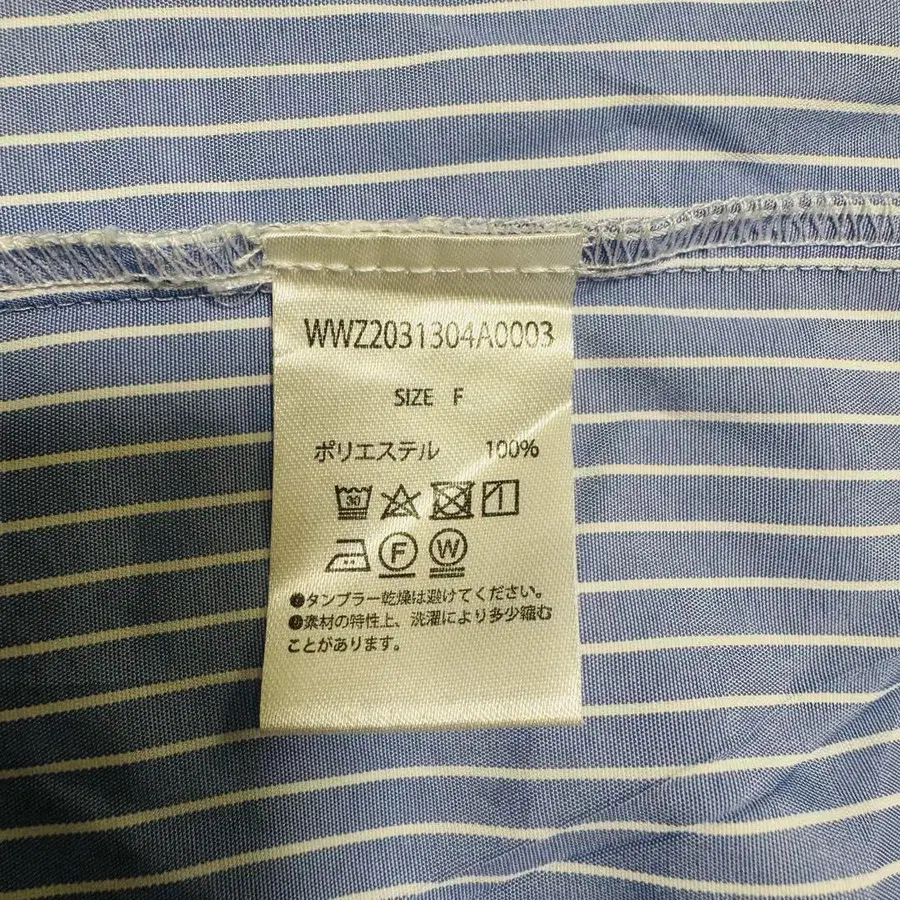 WWZ2031304A0003
SIZE F
ポリエステル 100%
30
F W
●タンブラー乾燥は避けてください。
●素材の特性上、洗濯により多少縮む
ことがあります。